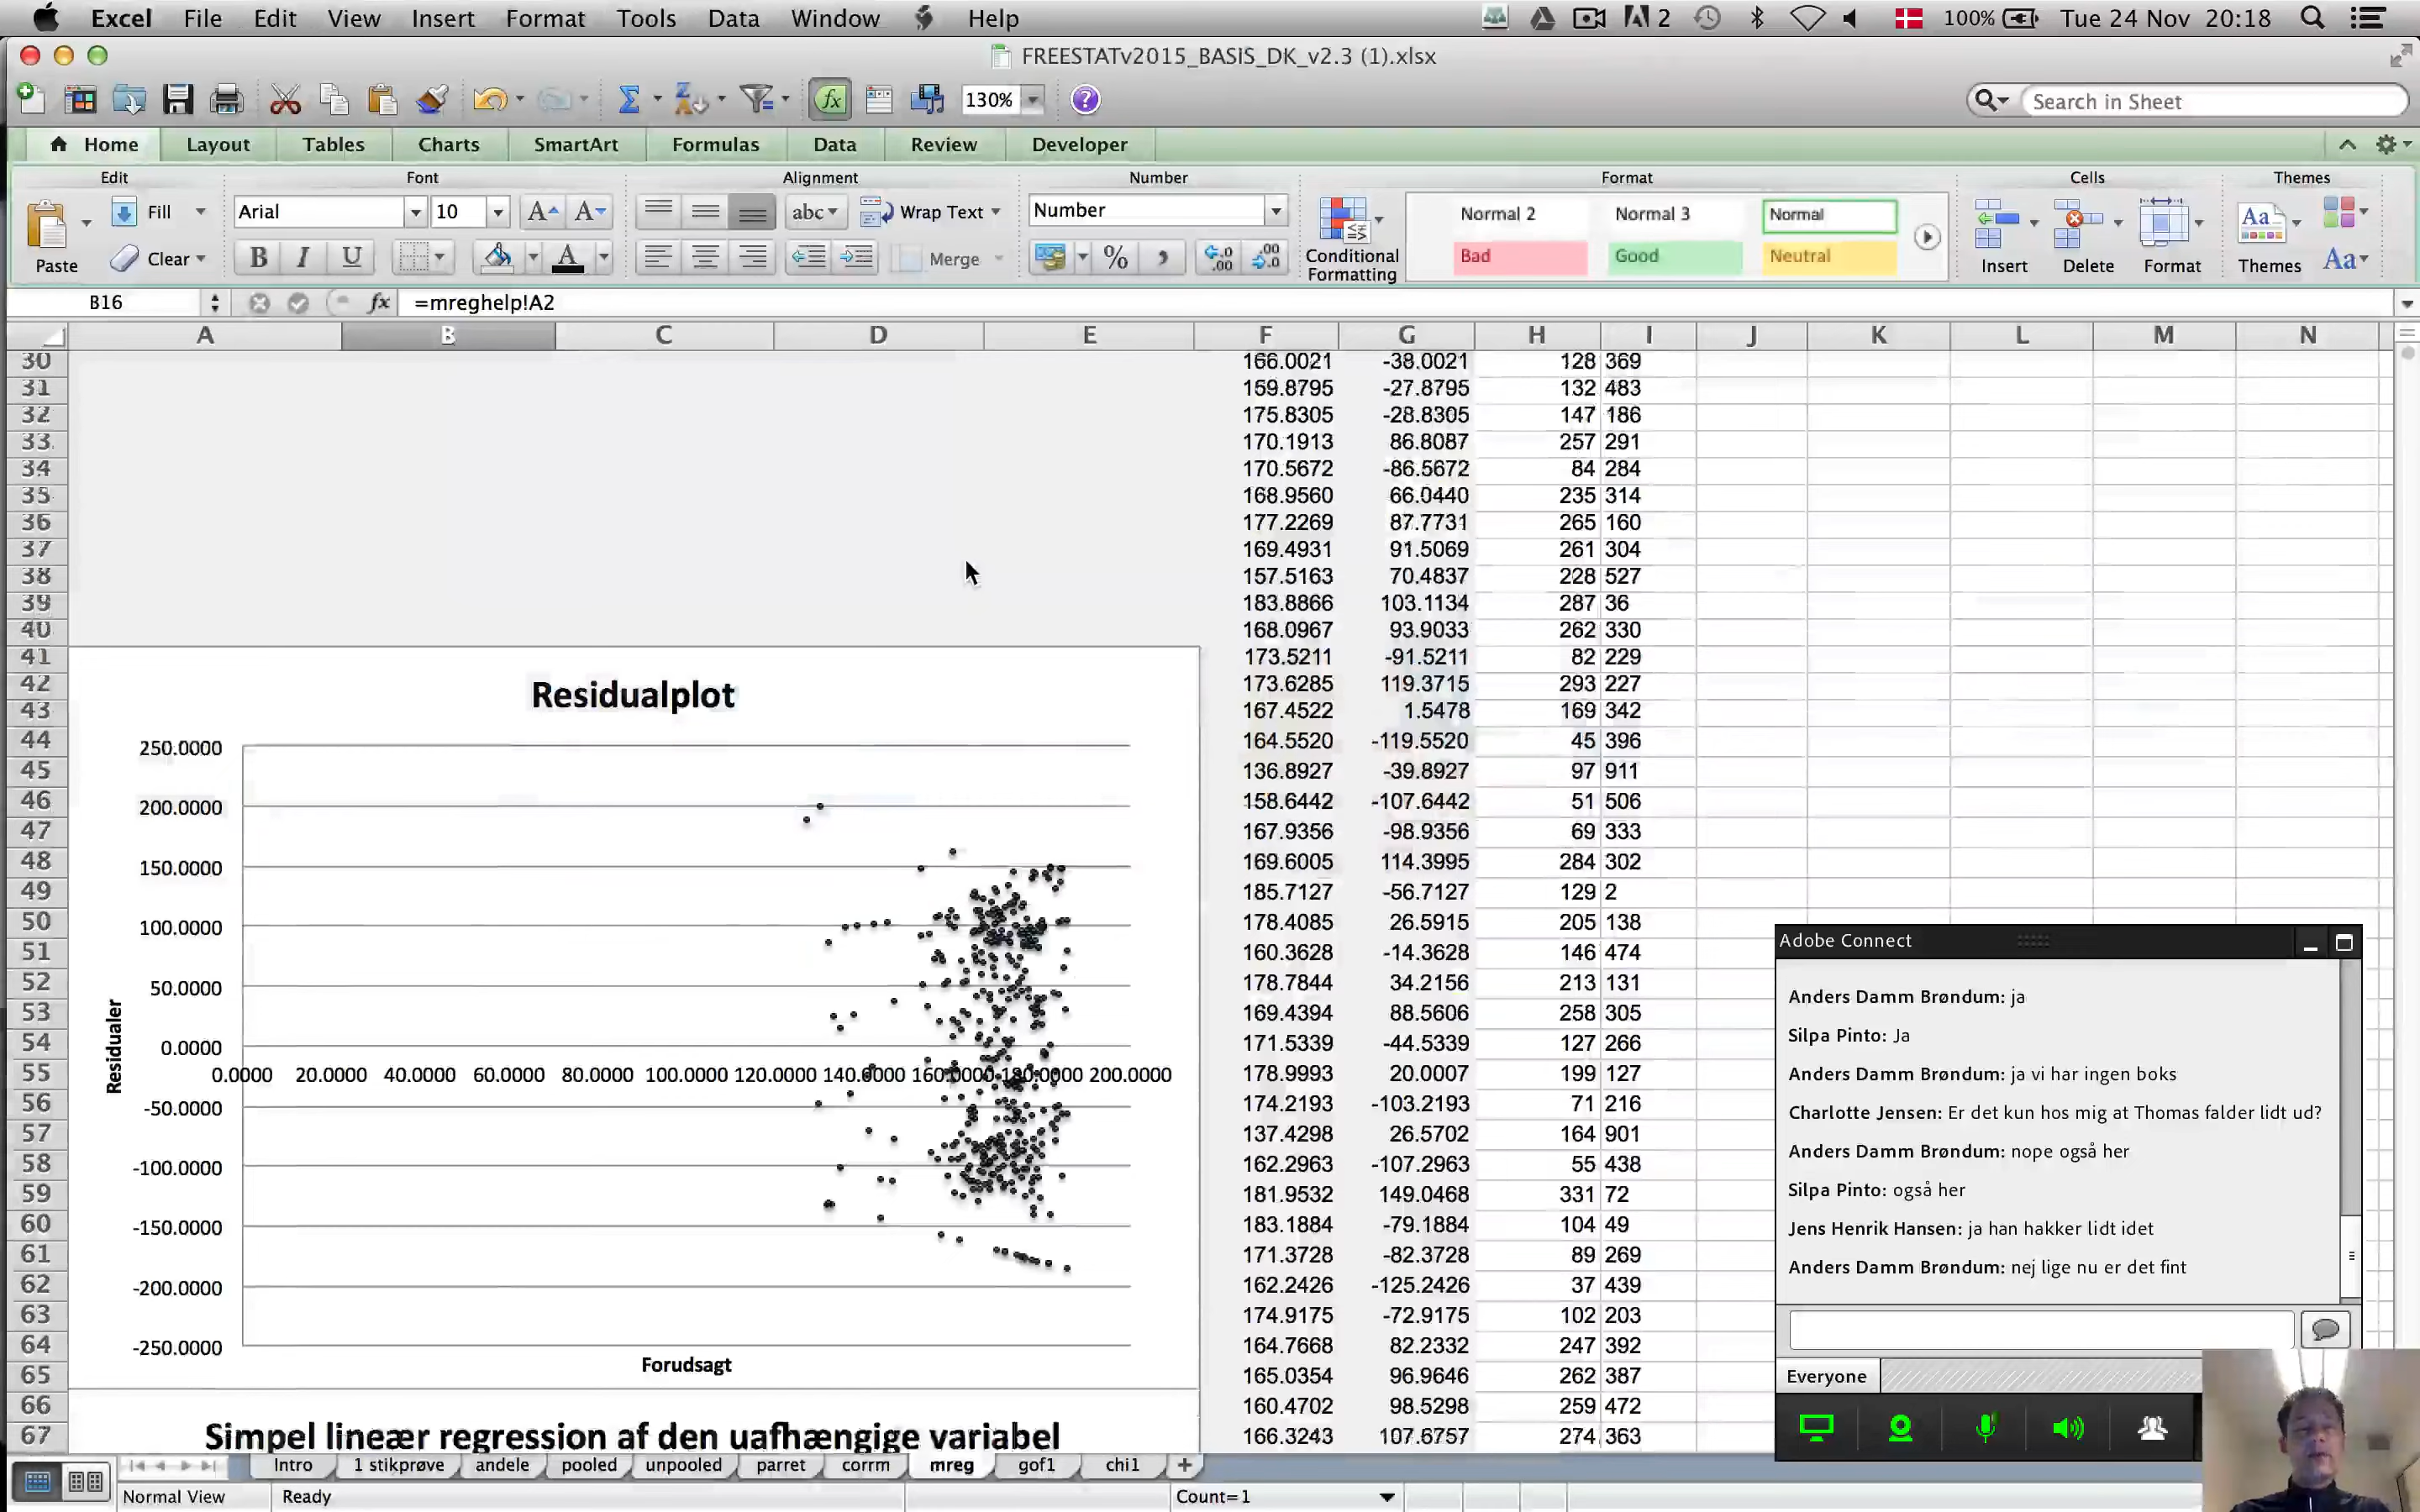 Excel File Edit View Insert Format Tools Data Window Help 2 100% Tue 24 Nov 20:18
FREESTATv2015_BASIS_DK_v2.3 (1).xlsx
130% Search in Sheet
Home Layout Tables Charts SmartArt Formulas Data Review Developer
Edit Font Alignment Number Format Cells Themes
Fill Arial 10 abc Wrap Text Number Normal 2 Normal 3 Normal
Paste Clear B I U A Merge % Conditional Formatting Bad Good Neutral Insert Delete Format Themes Aa
B16 fx =mreghelp!A2
A B C D E F G H I J K L M N
30 166.0021 -38.0021 128 369
31 159.8795 -27.8795 132 483
32 175.8305 -28.8305 147 186
33 170.1913 86.8087 257 291
34 170.5672 -86.5672 84 284
35 168.9560 66.0440 235 314
36 177.2269 87.7731 265 160
37 169.4931 91.5069 261 304
38 157.5163 70.4837 228 527
39 183.8866 103.1134 287 36
40 168.0967 93.9033 262 330
41 173.5211 -91.5211 82 229
42 173.6285 119.3715 293 227
43 167.4522 1.5478 169 342
44 164.5520 -119.5520 45 396
45 136.8927 -39.8927 97 911
46 158.6442 -107.6442 51 506
47 167.9356 -98.9356 69 333
48 169.6005 114.3995 284 302
49 185.7127 -56.7127 129 2
50 178.4085 26.5915 205 138
51 160.3628 -14.3628 146 474
52 178.7844 34.2156 213 131
53 169.4394 88.5606 258 305
54 171.5339 -44.5339 127 266
55 178.9993 20.0007 199 127
56 174.2193 -103.2193 71 216
57 137.4298 26.5702 164 901
58 162.2963 -107.2963 55 438
59 181.9532 149.0468 331 72
60 183.1884 -79.1884 104 49
61 171.3728 -82.3728 89 269
62 162.2426 -125.2426 37 439
63 174.9175 -72.9175 102 203
64 164.7668 82.2332 247 392
65 165.0354 96.9646 262 387
66 160.4702 98.5298 259 472
67 166.3243 107.6757 274 363
Residualplot
250.0000
200.0000
150.0000
100.0000
50.0000
0.0000
-50.0000
-100.0000
-150.0000
-200.0000
-250.0000
Residualer
0.0000 20.0000 40.0000 60.0000 80.0000 100.0000 120.0000 140.0000 160.0000 180.0000 200.0000
Forudsagt
Simpel lineær regression af den uafhængige variabel
Adobe Connect
Anders Damm Brøndum: ja
Silpa Pinto: Ja
Anders Damm Brøndum: ja vi har ingen boks
Charlotte Jensen: Er det kun hos mig at Thomas falder lidt ud?
Anders Damm Brøndum: nope også her
Silpa Pinto: også her
Jens Henrik Hansen: ja han hakker lidt idet
Anders Damm Brøndum: nej lige nu er det fint
Everyone
Intro 1 stikprøve andele pooled unpooled parret corrm mreg gof1 chi1
Normal View Ready Count=1